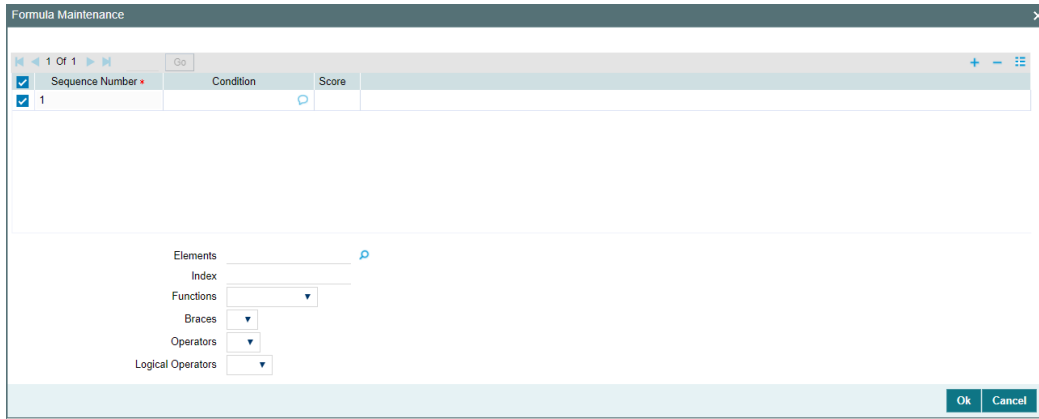 Formula Maintenance
1 Of 1 Go
Sequence Number * Condition Score
1
Elements
Index
Functions
Braces
Operators
Logical Operators
Ok Cancel